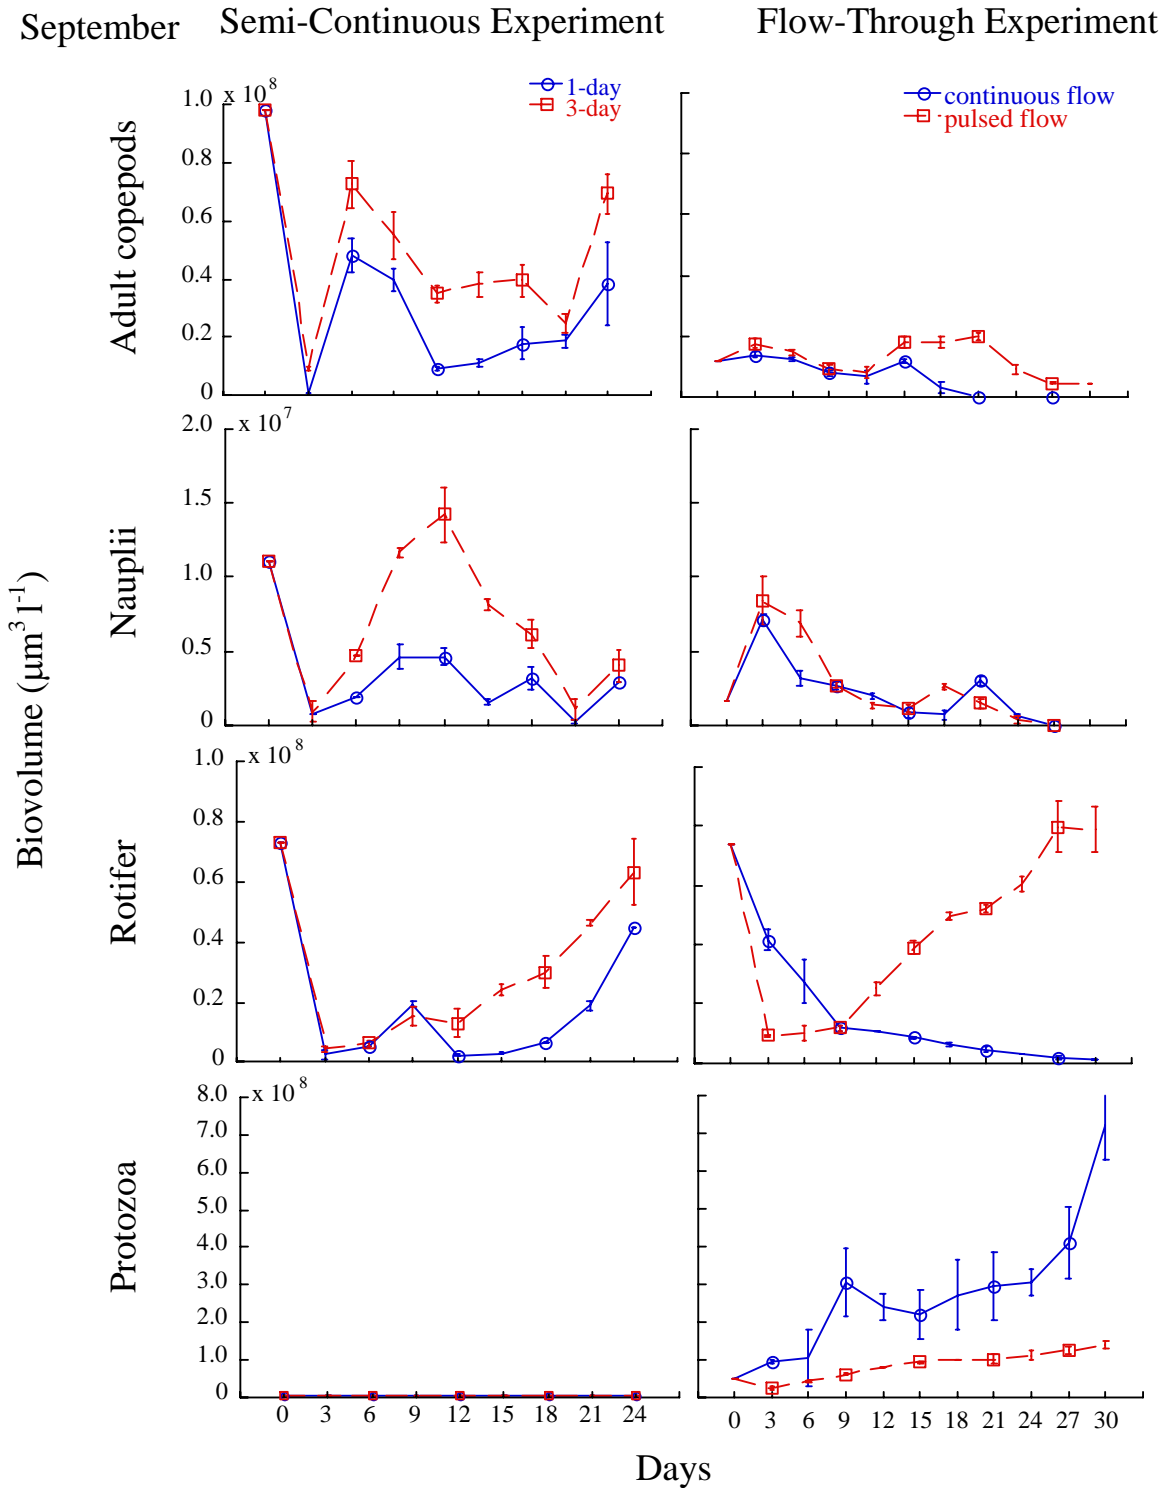 September
Semi-Continuous Experiment
Flow-Through Experiment
1-day
3-day
continuous flow
pulsed flow
Biovolume (µm³ l⁻¹)
Adult copepods
1.0 x 10⁸
0.8
0.6
0.4
0.2
0
Nauplii
2.0 x 10⁷
1.5
1.0
0.5
0
Rotifer
1.0 x 10⁸
0.8
0.6
0.4
0.2
0
Protozoa
8.0 x 10⁸
7.0
6.0
5.0
4.0
3.0
2.0
1.0
0
0 3 6 9 12 15 18 21 24
0 3 6 9 12 15 18 21 24 27 30
Days